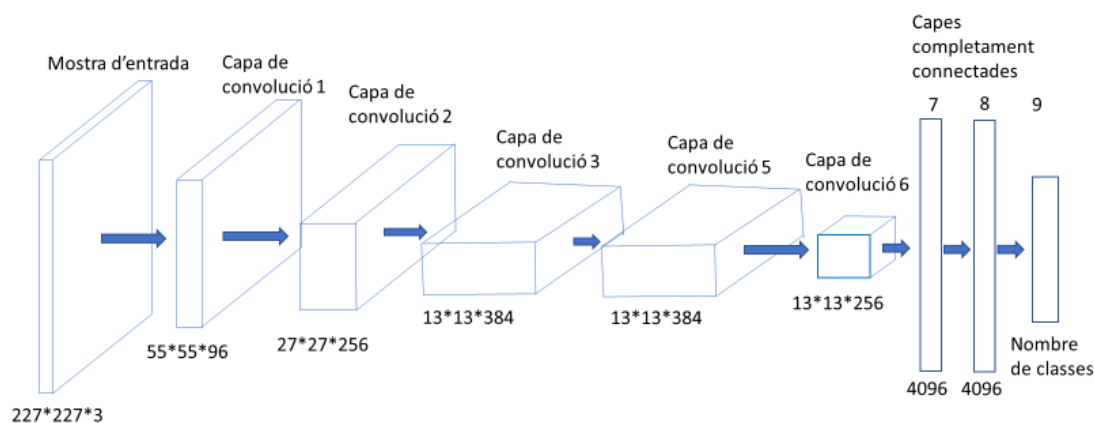 Mostra d'entrada
227*227*3
Capa de
convolució 1
55*55*96
Capa de
convolució 2
27*27*256
Capa de
convolució 3
13*13*384
Capa de
convolució 5
13*13*384
Capa de
convolució 6
13*13*256
Capes
completament
connectades
7
8
9
4096
4096
Nombre
de classes